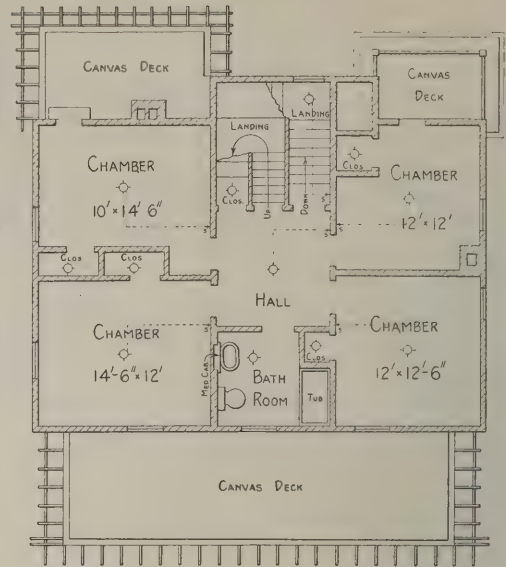 CANVAS DECK
CANVAS
DECK
LANDING
LANDING
CHAMBER
10' × 14' 6"
CLOS.
UP
DOWN
CLOS
S
S
CHAMBER
12' × 12'
S
S
CLOS
CLOS
HALL
CHAMBER
14'-6" × 12'
S
S
MED CAB
BATH
ROOM
CLOS
TUB
CHAMBER
12' × 12'-6"
CANVAS DECK